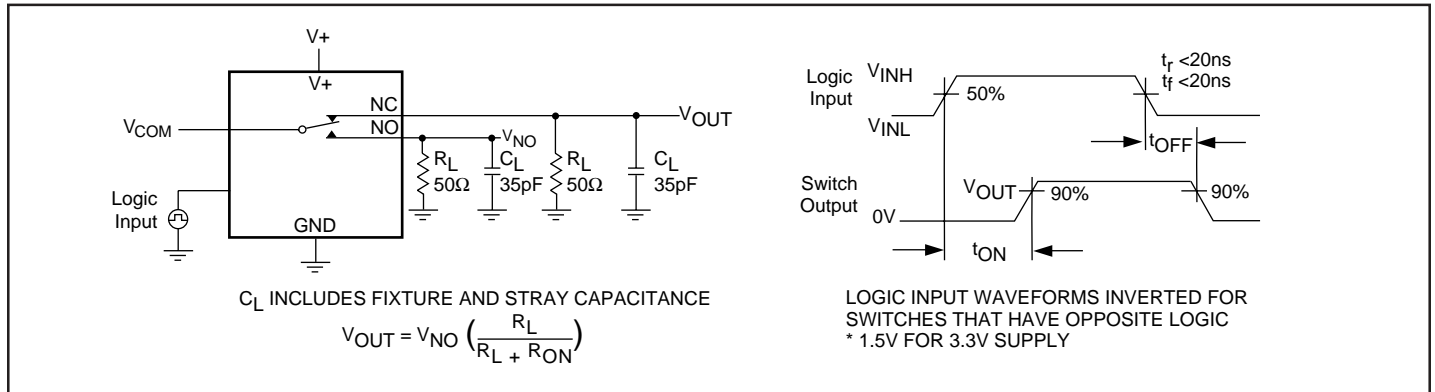 V+
V+
NC
NO
VCOM
VOUT
VNO
RL
50Ω
CL
35pF
RL
50Ω
CL
35pF
Logic
Input
GND
CL INCLUDES FIXTURE AND STRAY CAPACITANCE
VOUT = VNO ( RL / RL + RON )
Logic
Input
VINH
VINL
50%
tr <20ns
tf <20ns
tOFF
Switch
Output
VOUT
0V
90%
90%
tON
LOGIC INPUT WAVEFORMS INVERTED FOR
SWITCHES THAT HAVE OPPOSITE LOGIC
* 1.5V FOR 3.3V SUPPLY